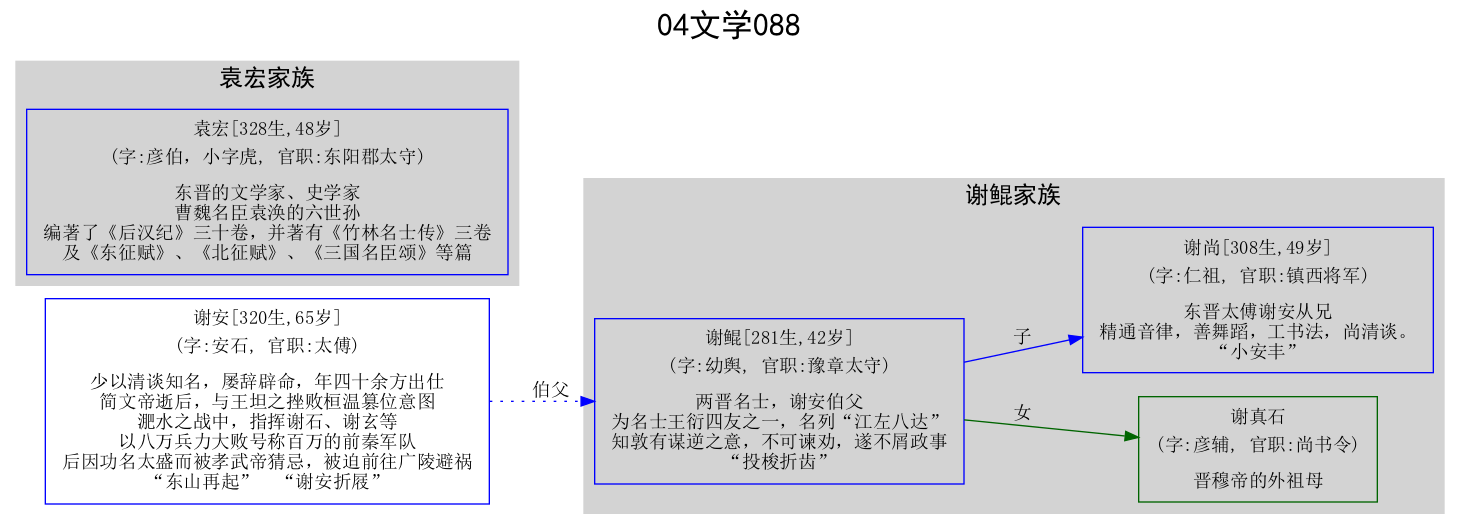 04文学088
袁宏家族
袁宏[328生,48岁]
(字:彦伯，小字虎, 官职:东阳郡太守)
东晋的文学家、史学家
曹魏名臣袁涣的六世孙
编著了《后汉纪》三十卷，并著有《竹林名士传》三卷
及《东征赋》、《北征赋》、《三国名臣颂》等篇
谢安[320生,65岁]
(字:安石, 官职:太傅)
少以清谈知名，屡辞辟命，年四十余方出仕
简文帝逝后，与王坦之挫败桓温篡位意图
淝水之战中，指挥谢石、谢玄等
以八万兵力大败号称百万的前秦军队
后因功名太盛而被孝武帝猜忌，被迫前往广陵避祸
“东山再起” “谢安折屐”
伯父
谢鲲家族
谢鲲[281生,42岁]
(字:幼舆, 官职:豫章太守)
两晋名士，谢安伯父
为名士王衍四友之一，名列“江左八达”
知敦有谋逆之意，不可谏劝，遂不屑政事
“投梭折齿”
子
女
谢尚[308生,49岁]
(字:仁祖, 官职:镇西将军)
东晋太傅谢安从兄
精通音律，善舞蹈，工书法，尚清谈。
“小安丰”
谢真石
(字:彦辅, 官职:尚书令)
晋穆帝的外祖母